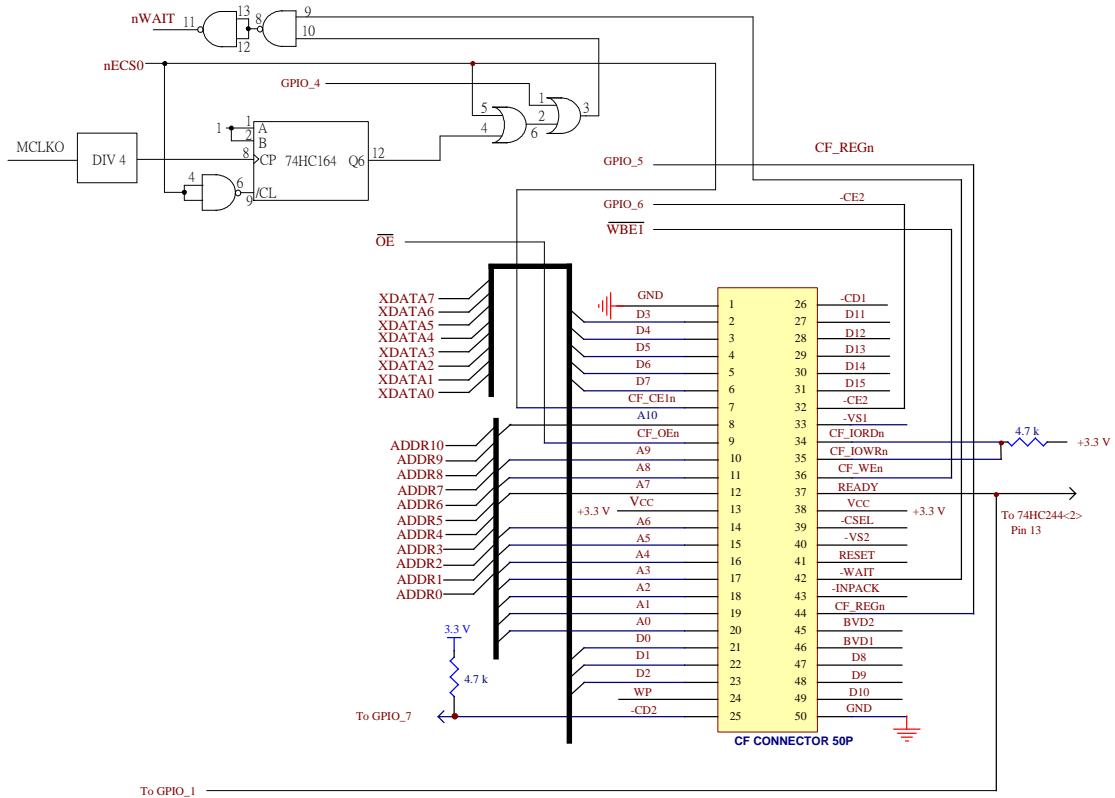 nWAIT 11 13 12 8 9 10
nECS0
GPIO_4
5 4 6 1 2 3
MCLKO
DIV 4
1 1 2 A B
8 CP 74HC164 Q6 12
4 6 9 /CL
GPIO_5 CF_REGn
GPIO_6 -CE2
WBE1
OE
XDATA7
XDATA6
XDATA5
XDATA4
XDATA3
XDATA2
XDATA1
XDATA0
ADDR10
ADDR9
ADDR8
ADDR7
ADDR6
ADDR5
ADDR4
ADDR3
ADDR2
ADDR1
ADDR0
GND 1 26 -CD1
D3 2 27 D11
D4 3 28 D12
D5 4 29 D13
D6 5 30 D14
D7 6 31 D15
CF_CE1n 7 32 -CE2
A10 8 33 -VS1
CF_OEn 9 34 CF_IORDn 4.7 k +3.3 V
A9 10 35 CF_IOWRn
A8 11 36 CF_WEn
A7 12 37 READY
+3.3 V VCC 13 38 VCC +3.3 V
A6 14 39 -CSEL
A5 15 40 -VS2
A4 16 41 RESET
A3 17 42 -WAIT
A2 18 43 -INPACK
A1 19 44 CF_REGn
A0 20 45 BVD2
D0 21 46 BVD1
D1 22 47 D8
D2 23 48 D9
WP 24 49 D10
-CD2 25 50 GND
To 74HC244<2>
Pin 13
3.3 V
4.7 k
To GPIO_7
CF CONNECTOR 50P
To GPIO_1